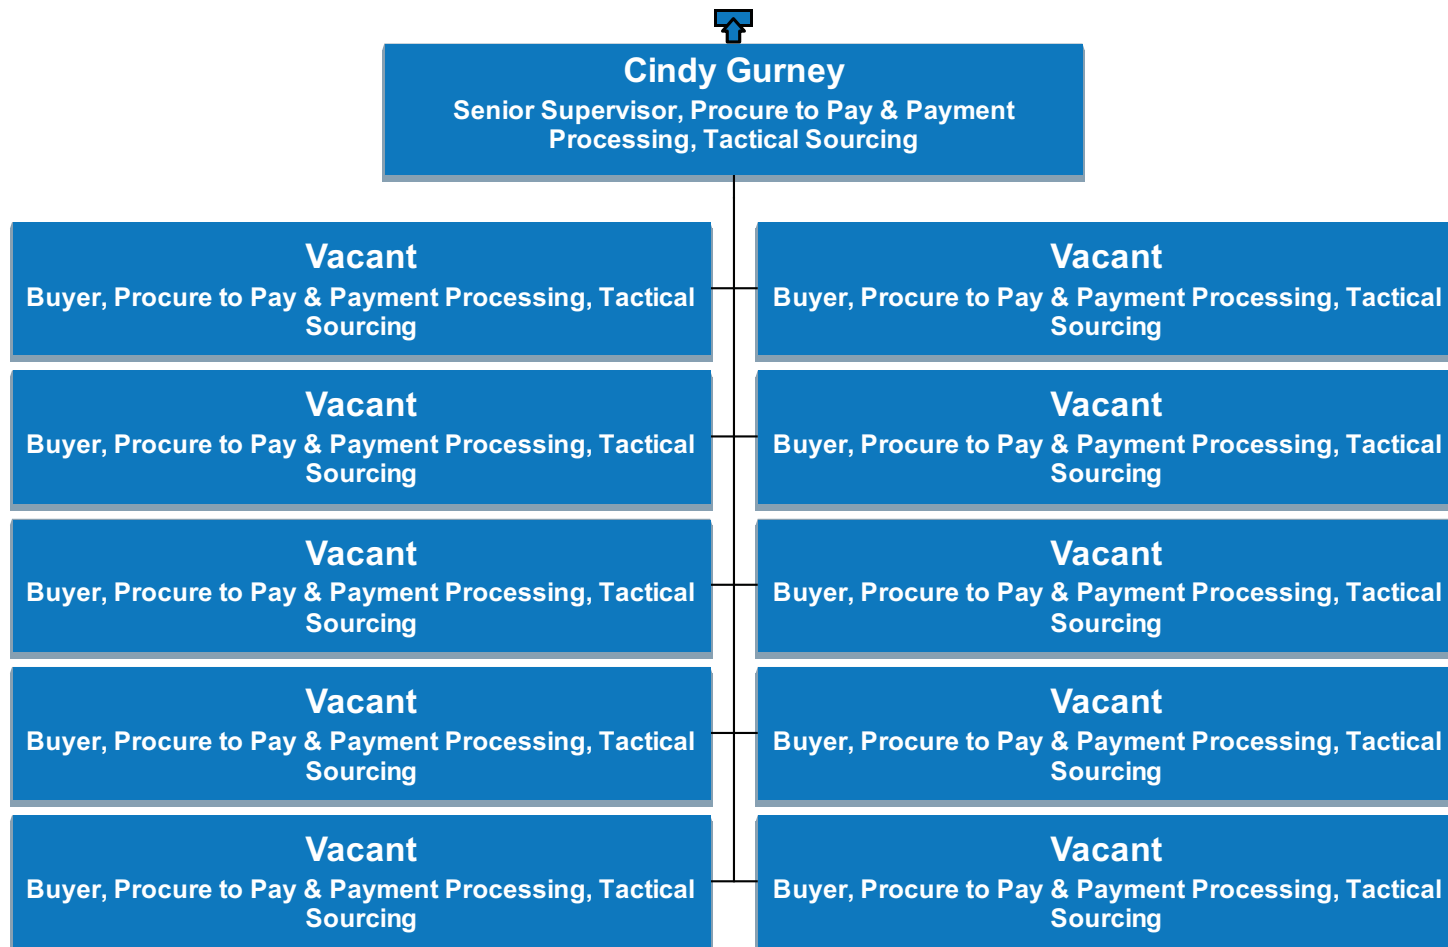 Cindy Gurney
Senior Supervisor, Procure to Pay & Payment
Processing, Tactical Sourcing
Vacant
Buyer, Procure to Pay & Payment Processing, Tactical
Sourcing
Vacant
Buyer, Procure to Pay & Payment Processing, Tactical
Sourcing
Vacant
Buyer, Procure to Pay & Payment Processing, Tactical
Sourcing
Vacant
Buyer, Procure to Pay & Payment Processing, Tactical
Sourcing
Vacant
Buyer, Procure to Pay & Payment Processing, Tactical
Sourcing
Vacant
Buyer, Procure to Pay & Payment Processing, Tactical
Sourcing
Vacant
Buyer, Procure to Pay & Payment Processing, Tactical
Sourcing
Vacant
Buyer, Procure to Pay & Payment Processing, Tactical
Sourcing
Vacant
Buyer, Procure to Pay & Payment Processing, Tactical
Sourcing
Vacant
Buyer, Procure to Pay & Payment Processing, Tactical
Sourcing